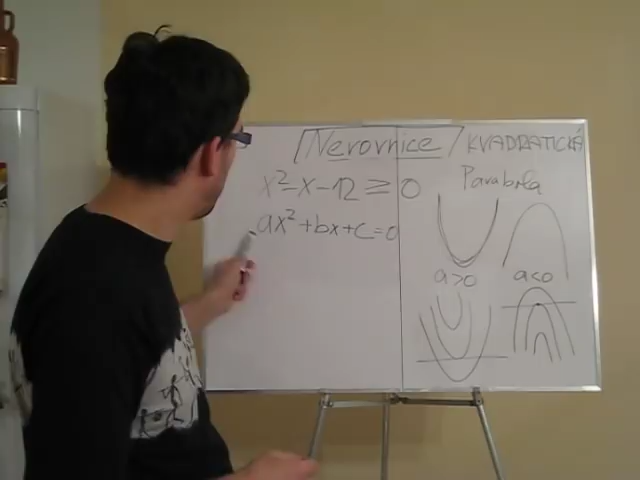 Nerovnice / KVADRATICKÁ
x²-x-12≥0
ax²+bx+c=0
Parabola
a>0
a<0